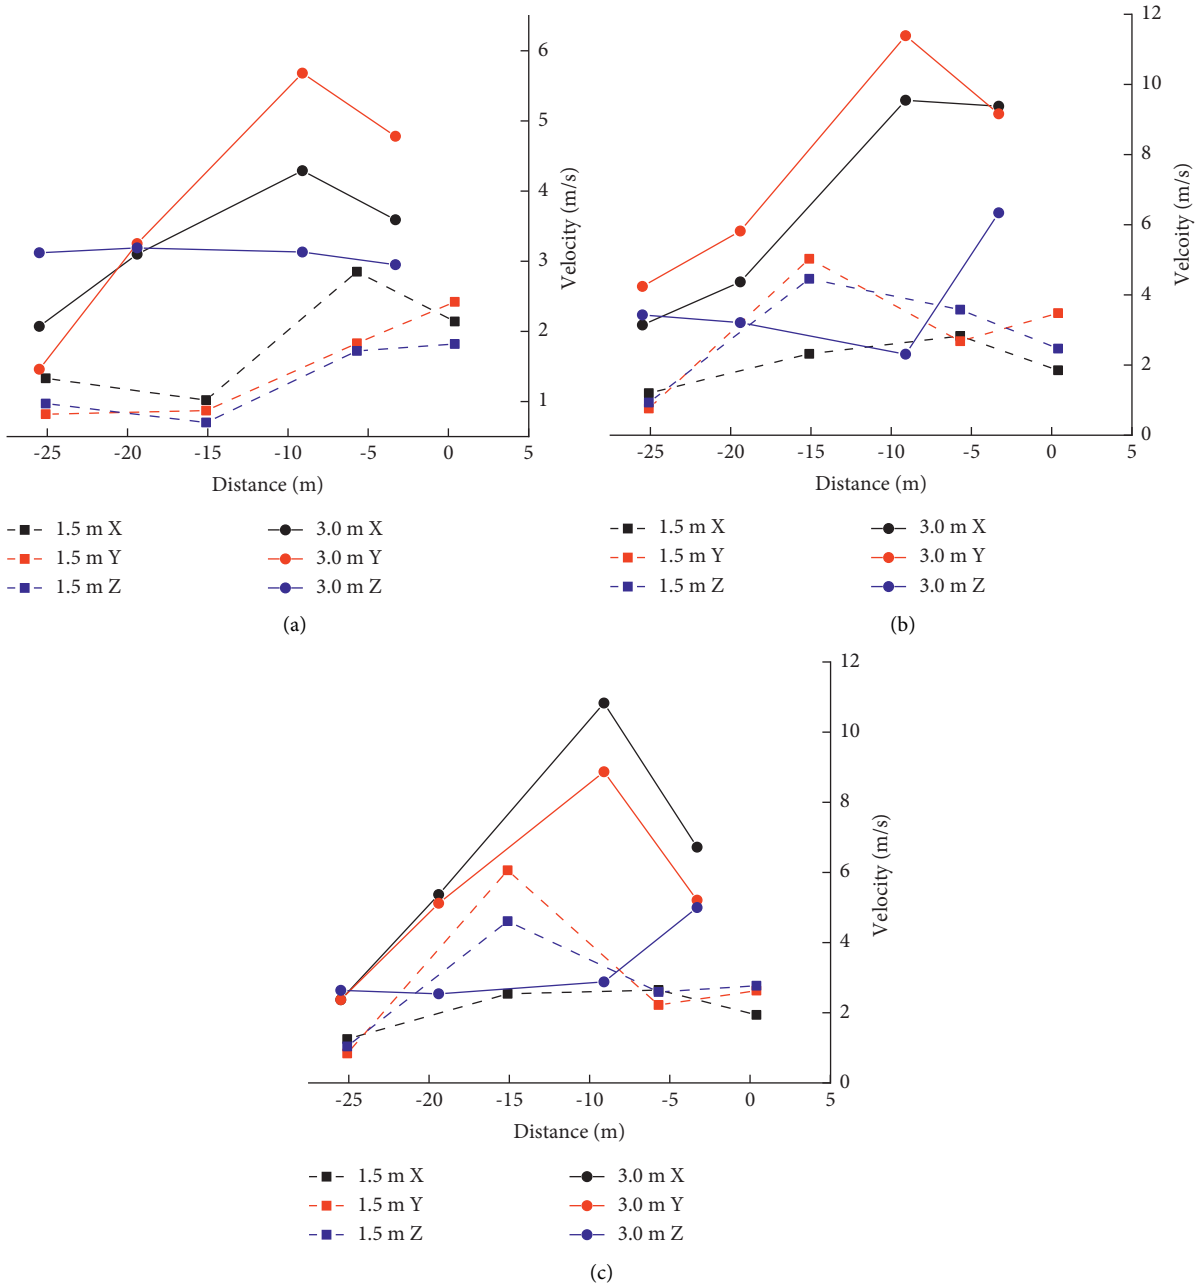 6
5
4
3
2
1
Velocity (m/s)
-25 -20 -15 -10 -5 0 5
Distance (m)
1.5 m X 3.0 m X
1.5 m Y 3.0 m Y
1.5 m Z 3.0 m Z
(a)
12
10
8
6
4
2
0
Velcoity (m/s)
-25 -20 -15 -10 -5 0 5
Distance (m)
1.5 m X 3.0 m X
1.5 m Y 3.0 m Y
1.5 m Z 3.0 m Z
(b)
12
10
8
6
4
2
0
Velocity (m/s)
-25 -20 -15 -10 -5 0 5
Distance (m)
1.5 m X 3.0 m X
1.5 m Y 3.0 m Y
1.5 m Z 3.0 m Z
(c)